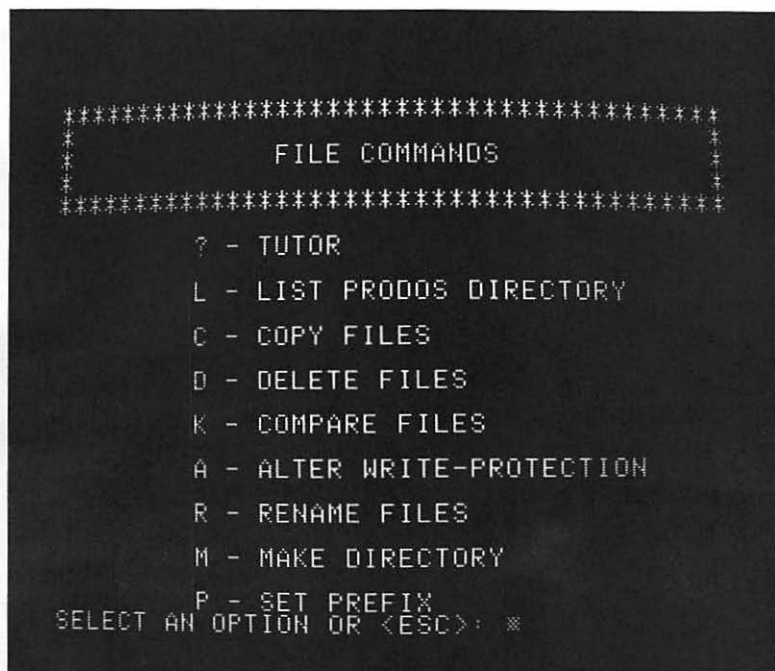 FILE COMMANDS
? - TUTOR
L - LIST PRODOS DIRECTORY
C - COPY FILES
D - DELETE FILES
K - COMPARE FILES
A - ALTER WRITE-PROTECTION
R - RENAME FILES
M - MAKE DIRECTORY
P - SET PREFIX
SELECT AN OPTION OR <ESC>: